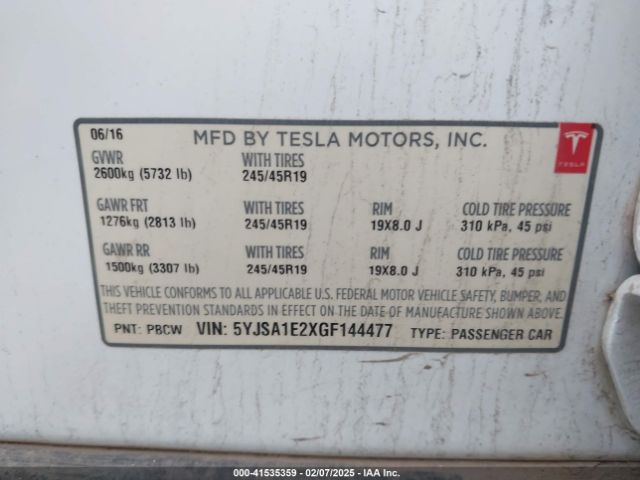 06/16 MFD BY TESLA MOTORS, INC.
TESLA
GVWR WITH TIRES
2600kg (5732 lb) 245/45R19
GAWR FRT WITH TIRES RIM COLD TIRE PRESSURE
1276kg (2813 lb) 245/45R19 19X8.0 J 310 kPa, 45 psi
GAWR RR WITH TIRES RIM COLD TIRE PRESSURE
1500kg (3307 lb) 245/45R19 19X8.0 J 310 kPa, 45 psi
THIS VEHICLE CONFORMS TO ALL APPLICABLE U.S. FEDERAL MOTOR VEHICLE SAFETY, BUMPER, AND
THEFT PREVENTION STANDARDS IN EFFECT ON THE DATE OF MANUFACTURE SHOWN ABOVE.
PNT: PBCW VIN: 5YJSA1E2XGF144477 TYPE: PASSENGER CAR
000-41535359 - 02/07/2025 - IAA Inc.